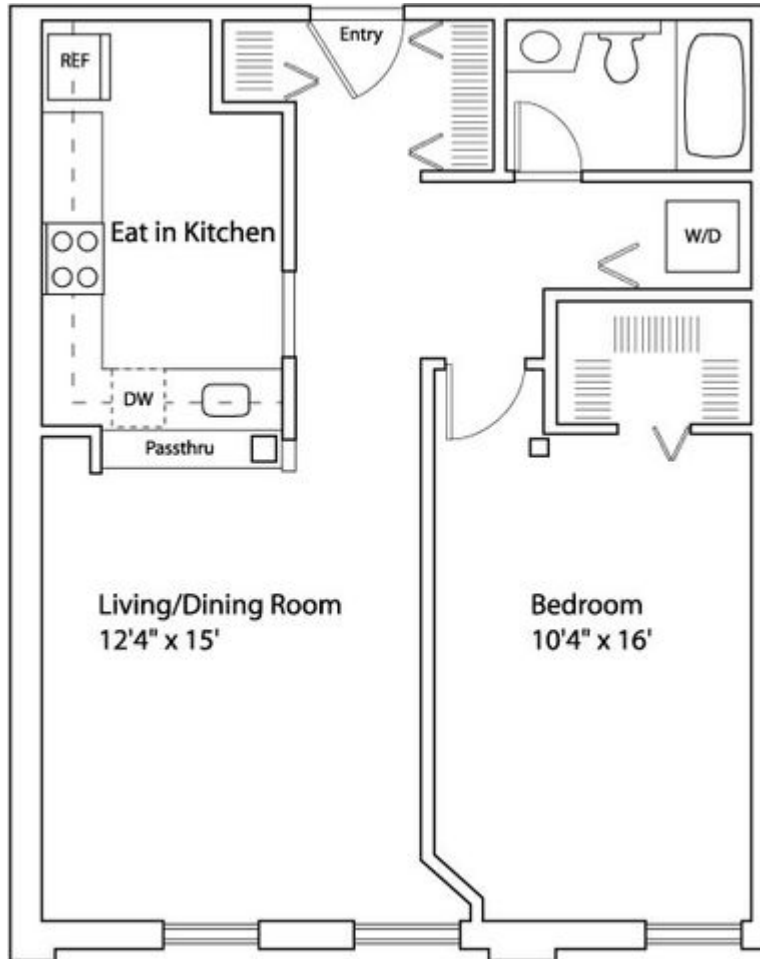 Entry
REF
Eat in Kitchen
W/D
DW
Passthru
Living/Dining Room
12'4" x 15'
Bedroom
10'4" x 16'